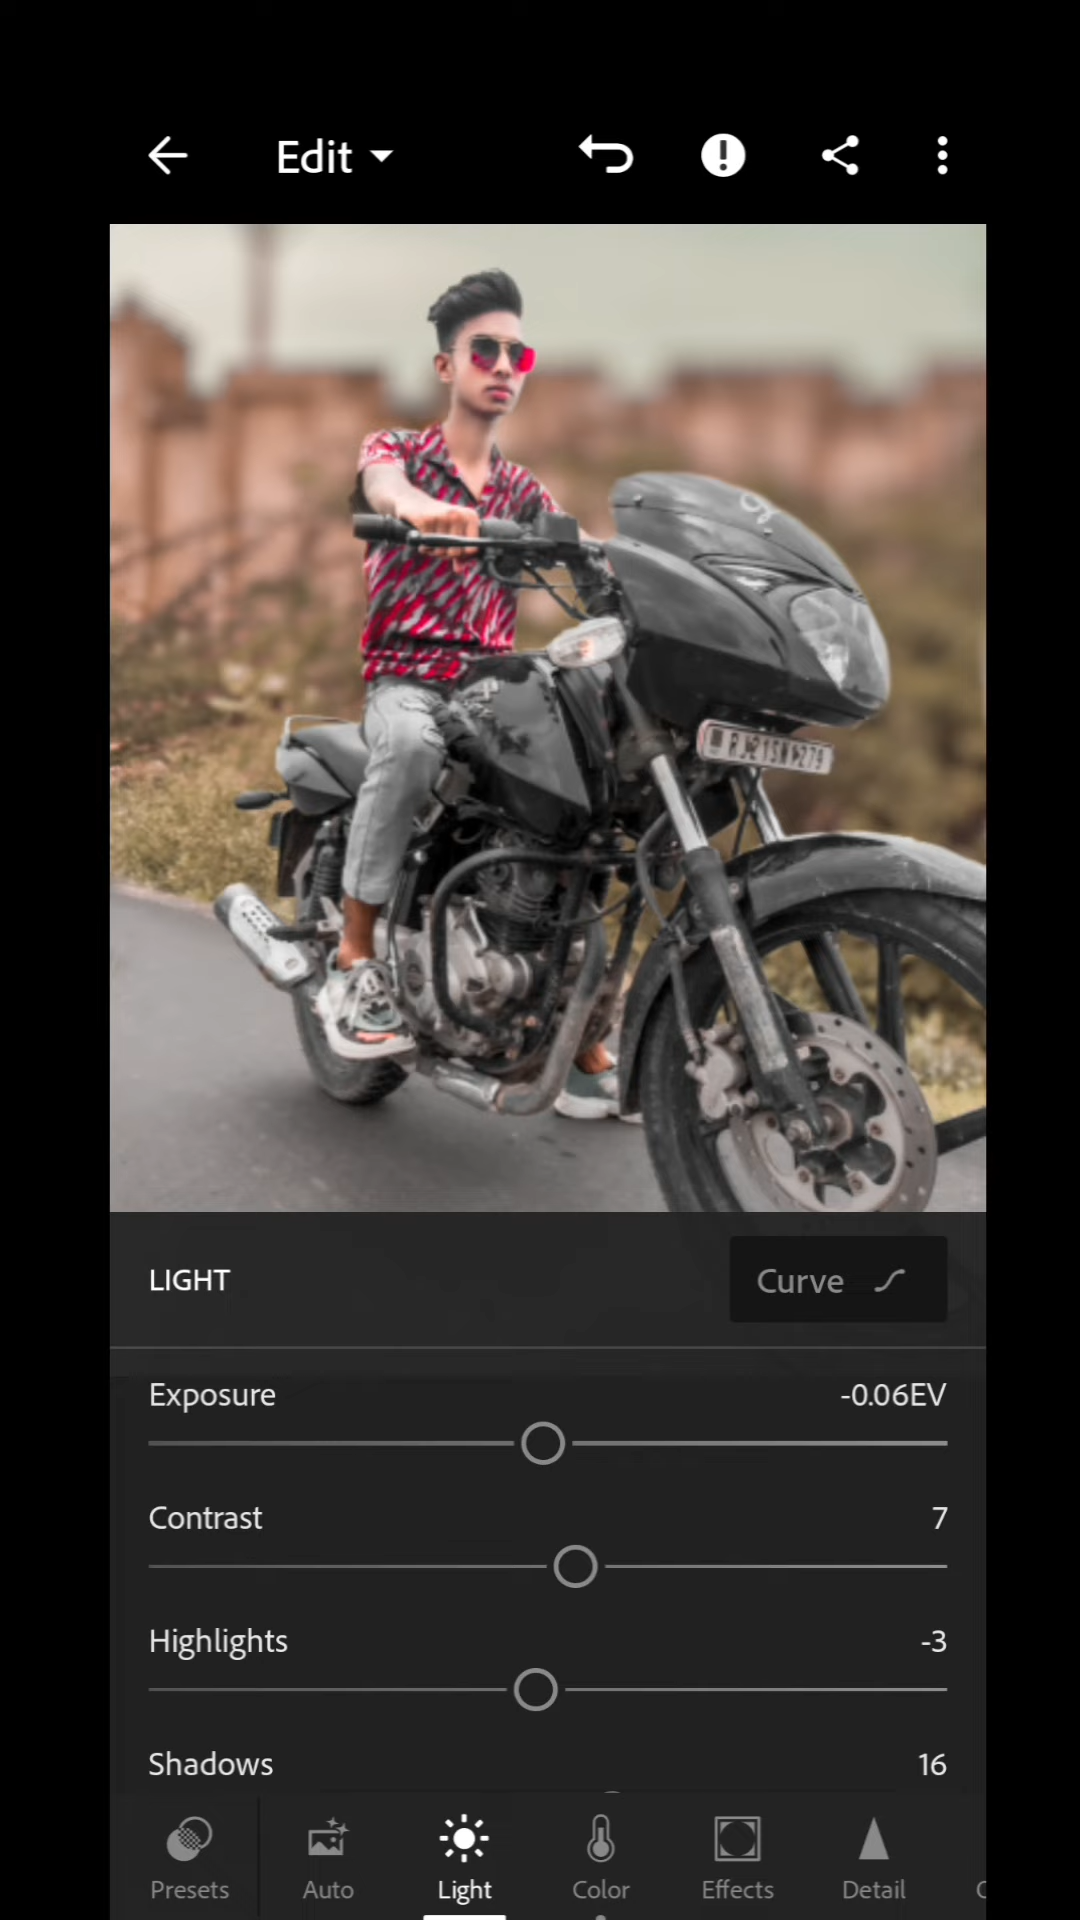 Edit
LIGHT
Curve
Exposure -0.06EV
Contrast 7
Highlights -3
Shadows 16
Presets Auto Light Color Effects Detail